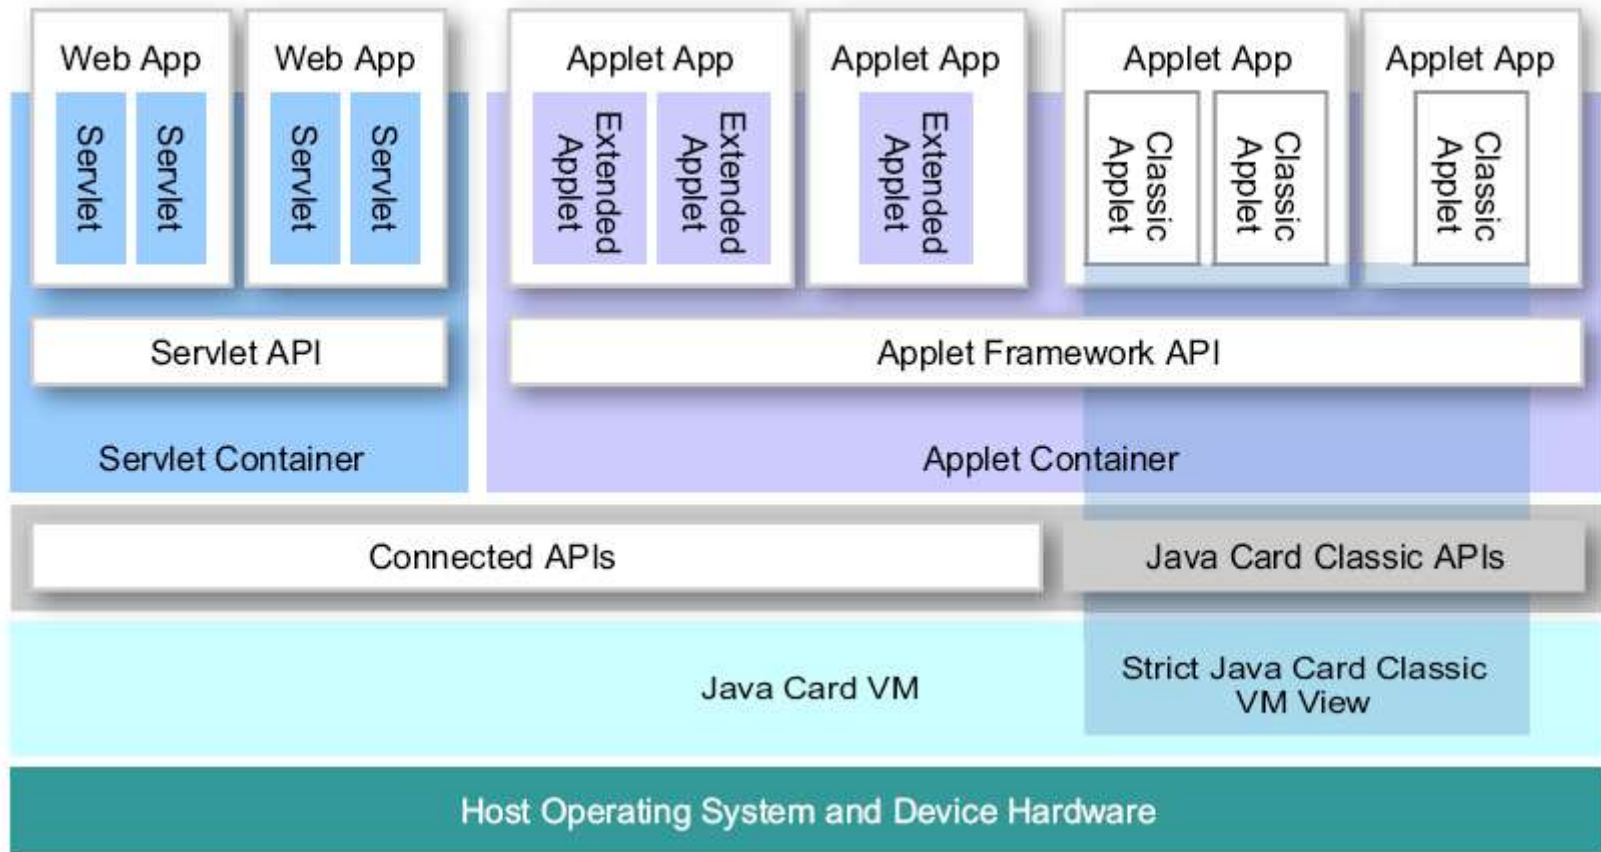 Web App
Web App
Applet App
Applet App
Applet App
Applet App
Servlet
Servlet
Servlet
Servlet
Extended
Applet
Extended
Applet
Extended
Applet
Classic
Applet
Classic
Applet
Classic
Applet
Servlet API
Applet Framework API
Servlet Container
Applet Container
Connected APIs
Java Card Classic APIs
Java Card VM
Strict Java Card Classic
VM View
Host Operating System and Device Hardware